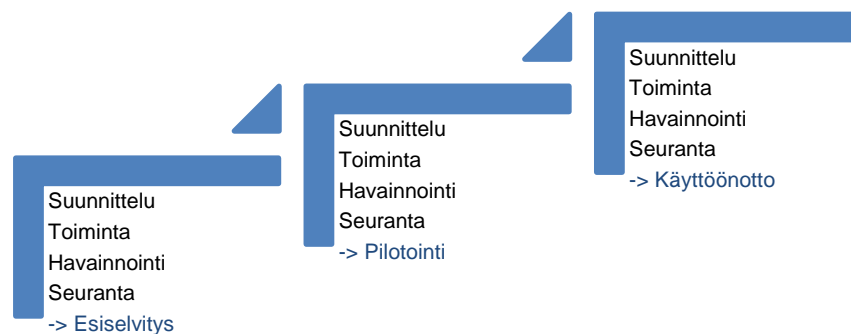 Suunnittelu
Toiminta
Havainnointi
Seuranta
-> Esiselvitys
Suunnittelu
Toiminta
Havainnointi
Seuranta
-> Pilotointi
Suunnittelu
Toiminta
Havainnointi
Seuranta
-> Käyttöönotto